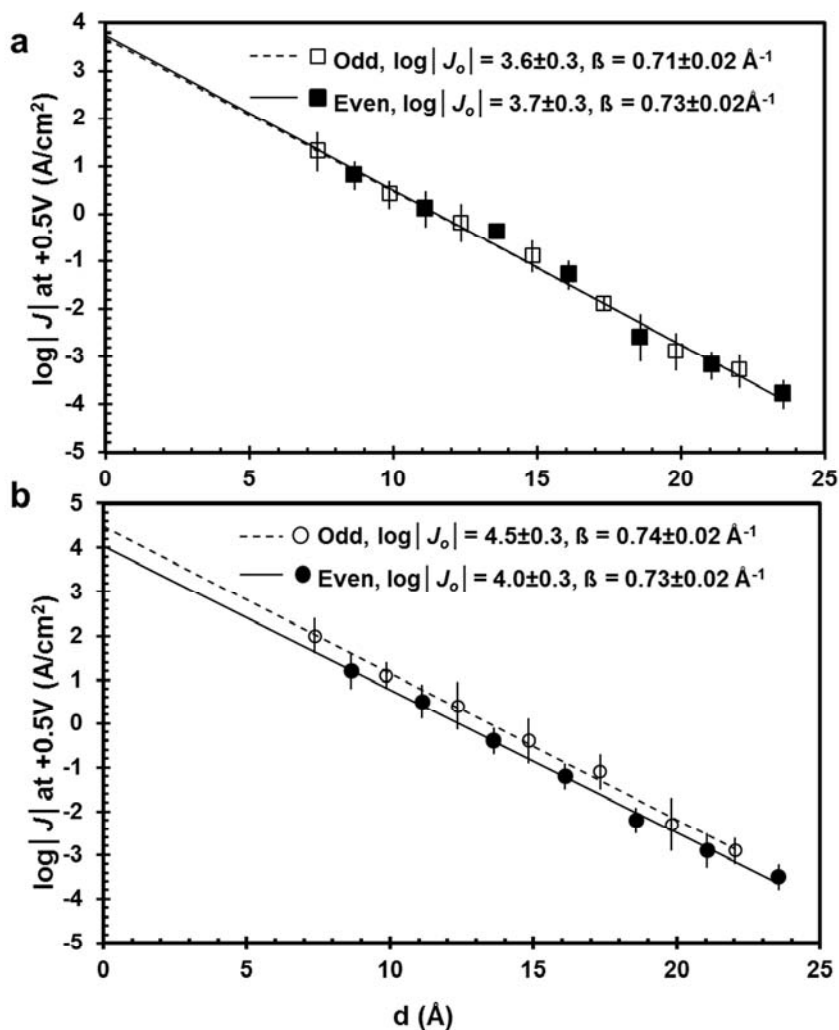 a
4
3
2
1
0
-1
-2
-3
-4
-5
log|J| at +0.5V (A/cm²)
Odd, log|Jₒ| = 3.6±0.3, ß = 0.71±0.02 Å⁻¹
Even, log|Jₒ| = 3.7±0.3, ß = 0.73±0.02Å⁻¹
0 5 10 15 20 25
b
5
4
3
2
1
0
-1
-2
-3
-4
-5
log|J| at +0.5V (A/cm²)
Odd, log|Jₒ| = 4.5±0.3, ß = 0.74±0.02 Å⁻¹
Even, log|Jₒ| = 4.0±0.3, ß = 0.73±0.02 Å⁻¹
0 5 10 15 20 25
d (Å)